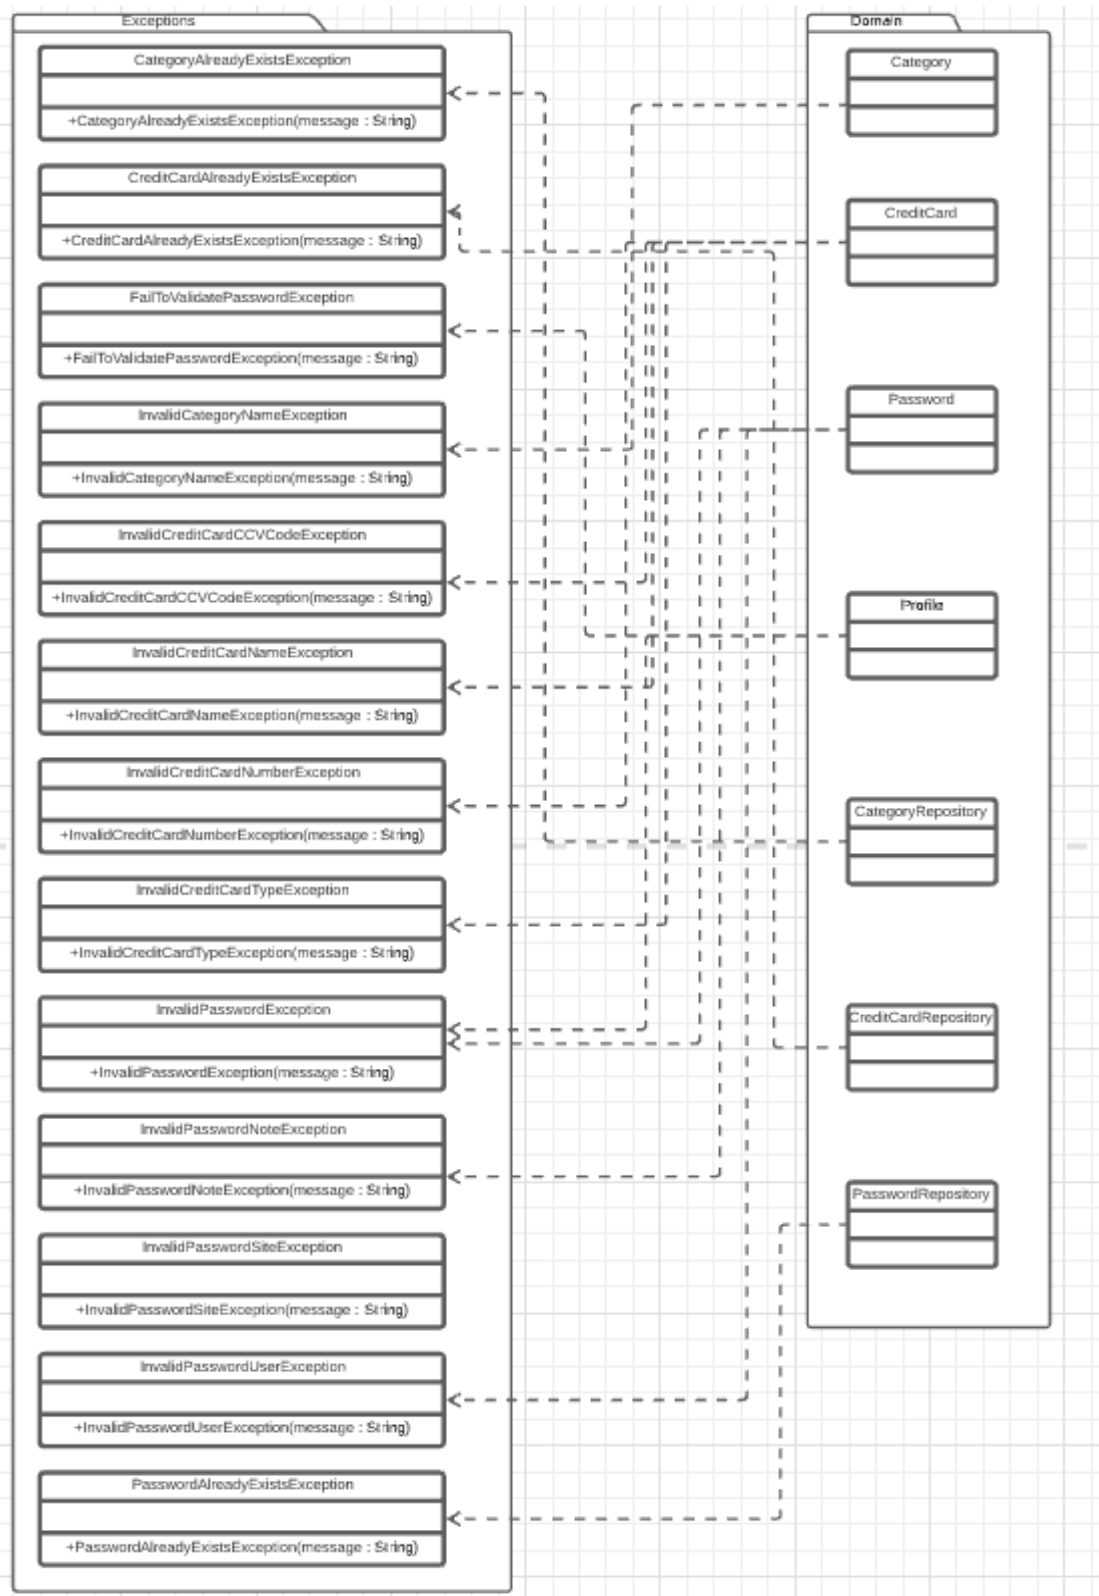 Exceptions
CategoryAlreadyExistsException
+CategoryAlreadyExistsException(message : String)
CreditCardAlreadyExistsException
+CreditCardAlreadyExistsException(message : String)
FailToValidatePasswordException
+FailToValidatePasswordException(message : String)
InvalidCategoryNameException
+InvalidCategoryNameException(message : String)
InvalidCreditCardCCVCodeException
+InvalidCreditCardCCVCodeException(message : String)
InvalidCreditCardNameException
+InvalidCreditCardNameException(message : String)
InvalidCreditCardNumberException
+InvalidCreditCardNumberException(message : String)
InvalidCreditCardTypeException
+InvalidCreditCardTypeException(message : String)
InvalidPasswordException
+InvalidPasswordException(message : String)
InvalidPasswordNoteException
+InvalidPasswordNoteException(message : String)
InvalidPasswordSiteException
+InvalidPasswordSiteException(message : String)
InvalidPasswordUserException
+InvalidPasswordUserException(message : String)
PasswordAlreadyExistsException
+PasswordAlreadyExistsException(message : String)
Domain
Category
CreditCard
Password
Profile
CategoryRepository
CreditCardRepository
PasswordRepository